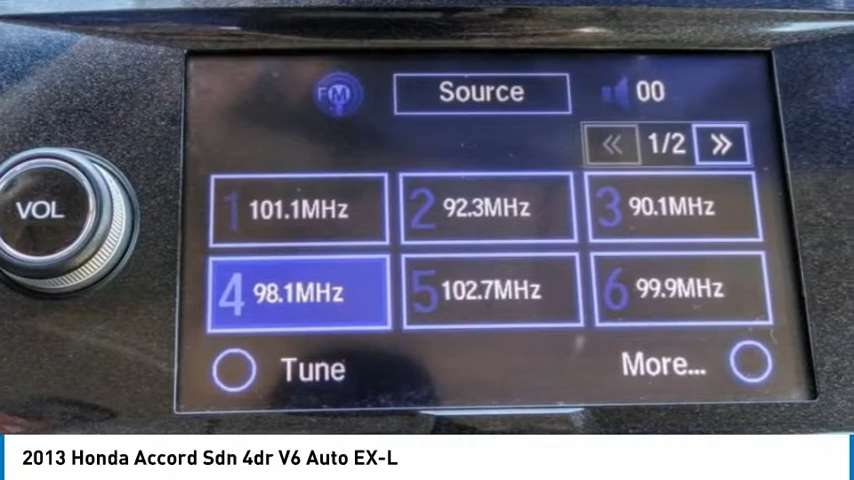 FM Source 00
1/2
1 101.1MHz 2 92.3MHz 3 90.1MHz
4 98.1MHz 5 102.7MHz 6 99.9MHz
VOL
Tune More...
2013 Honda Accord Sdn 4dr V6 Auto EX-L